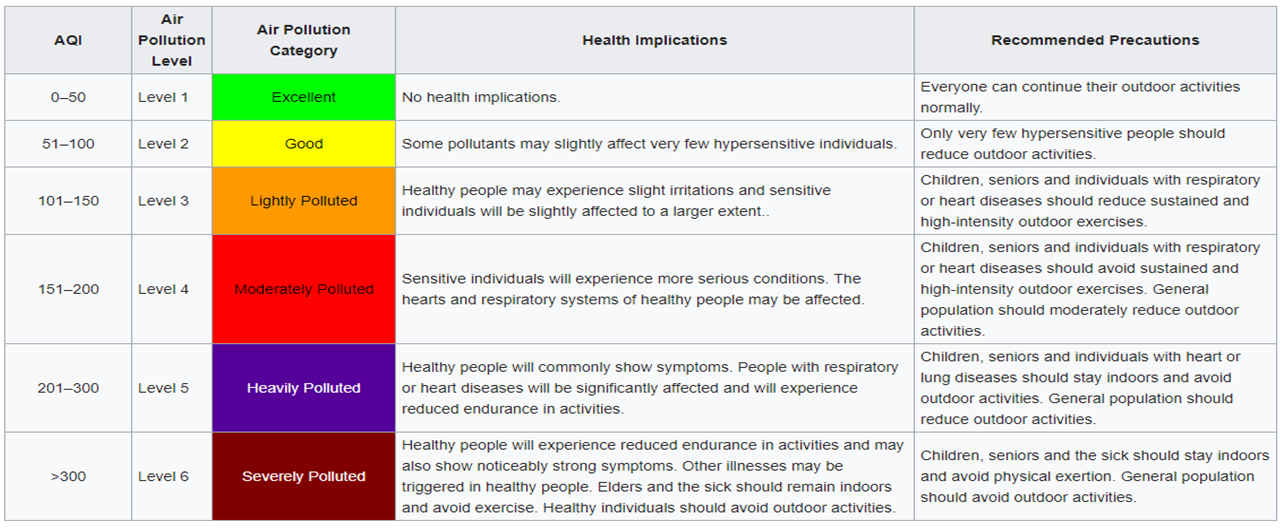 AQI
Air
Pollution
Level
Air Pollution
Category
Health Implications
Recommended Precautions
0–50
Level 1
Excellent
No health implications.
Everyone can continue their outdoor activities
normally.
51–100
Level 2
Good
Some pollutants may slightly affect very few hypersensitive individuals.
Only very few hypersensitive people should
reduce outdoor activities.
101–150
Level 3
Lightly Polluted
Healthy people may experience slight irritations and sensitive
individuals will be slightly affected to a larger extent..
Children, seniors and individuals with respiratory
or heart diseases should reduce sustained and
high-intensity outdoor exercises.
151–200
Level 4
Moderately Polluted
Sensitive individuals will experience more serious conditions. The
hearts and respiratory systems of healthy people may be affected.
Children, seniors and individuals with respiratory
or heart diseases should avoid sustained and
high-intensity outdoor exercises. General
population should moderately reduce outdoor
activities.
201–300
Level 5
Heavily Polluted
Healthy people will commonly show symptoms. People with respiratory
or heart diseases will be significantly affected and will experience
reduced endurance in activities.
Children, seniors and individuals with heart or
lung diseases should stay indoors and avoid
outdoor activities. General population should
reduce outdoor activities.
>300
Level 6
Severely Polluted
Healthy people will experience reduced endurance in activities and may
also show noticeably strong symptoms. Other illnesses may be
triggered in healthy people. Elders and the sick should remain indoors
and avoid exercise. Healthy individuals should avoid outdoor activities.
Children, seniors and the sick should stay indoors
and avoid physical exertion. General population
should avoid outdoor activities.